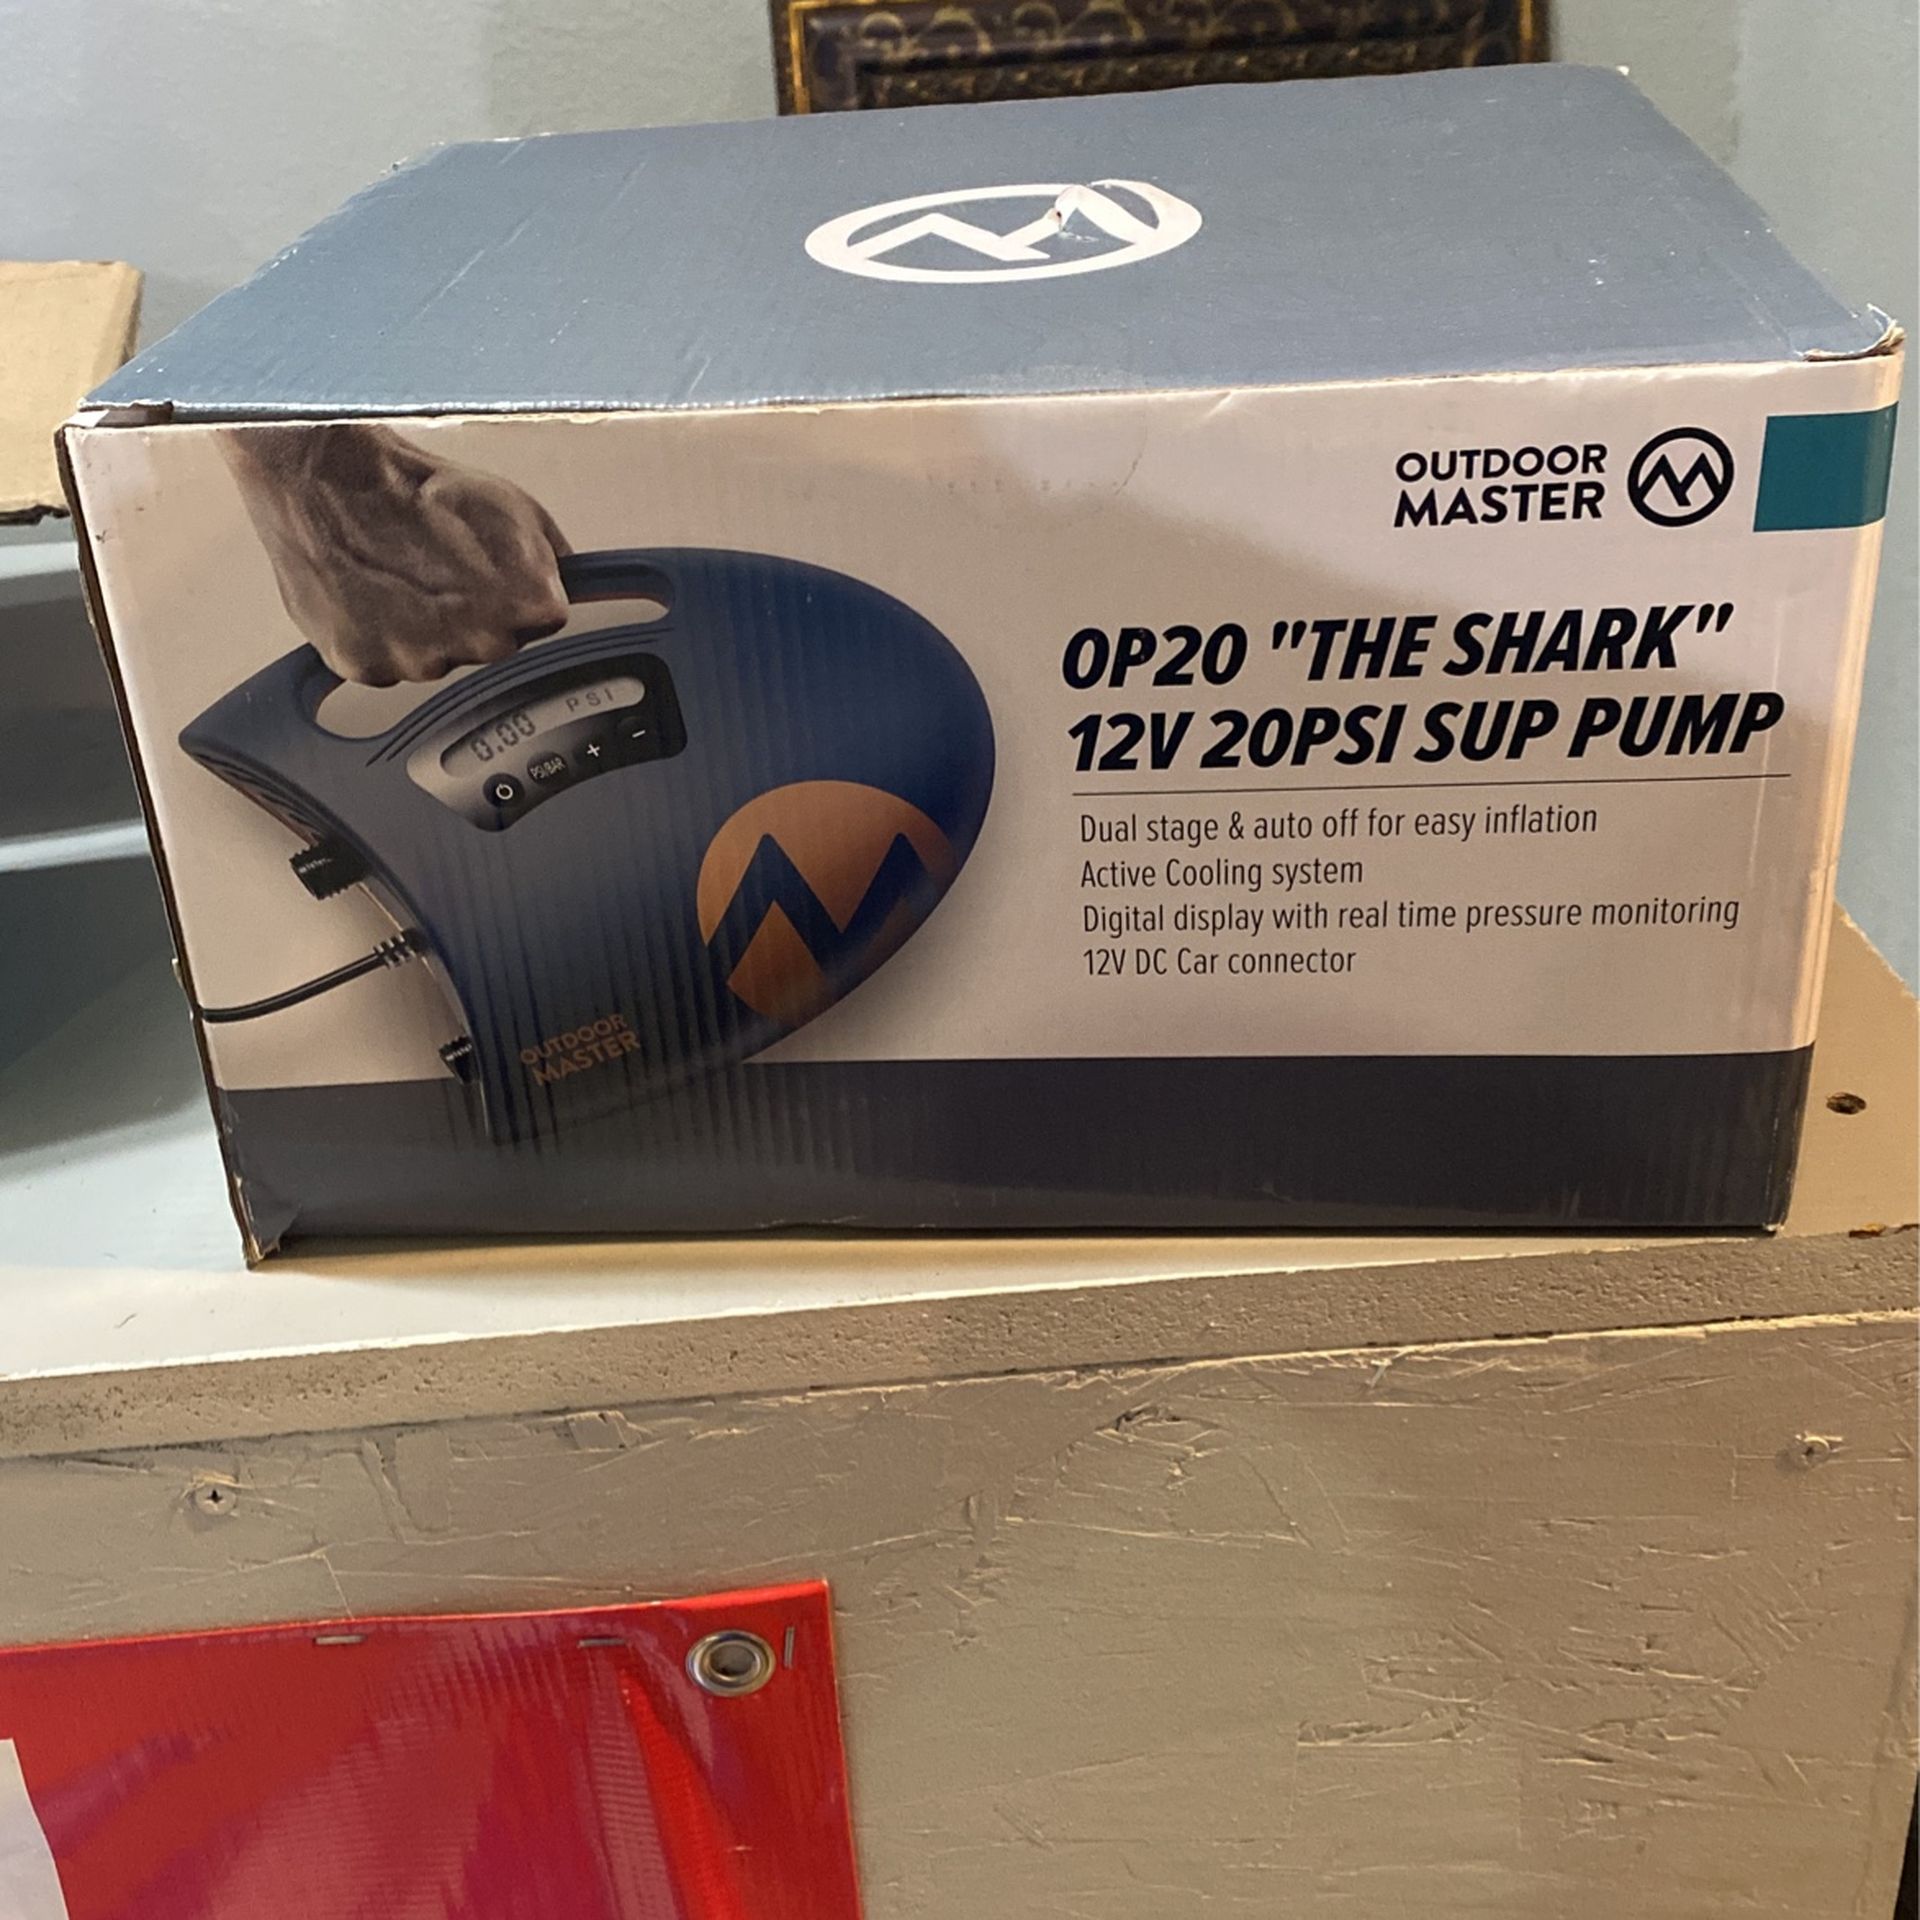 OUTDOOR
MASTER
OP20 "THE SHARK"
12V 20PSI SUP PUMP
Dual stage & auto off for easy inflation
Active Cooling system
Digital display with real time pressure monitoring
12V DC Car connector
0.00 PSI
PSI/BAR + -
OUTDOOR
MASTER